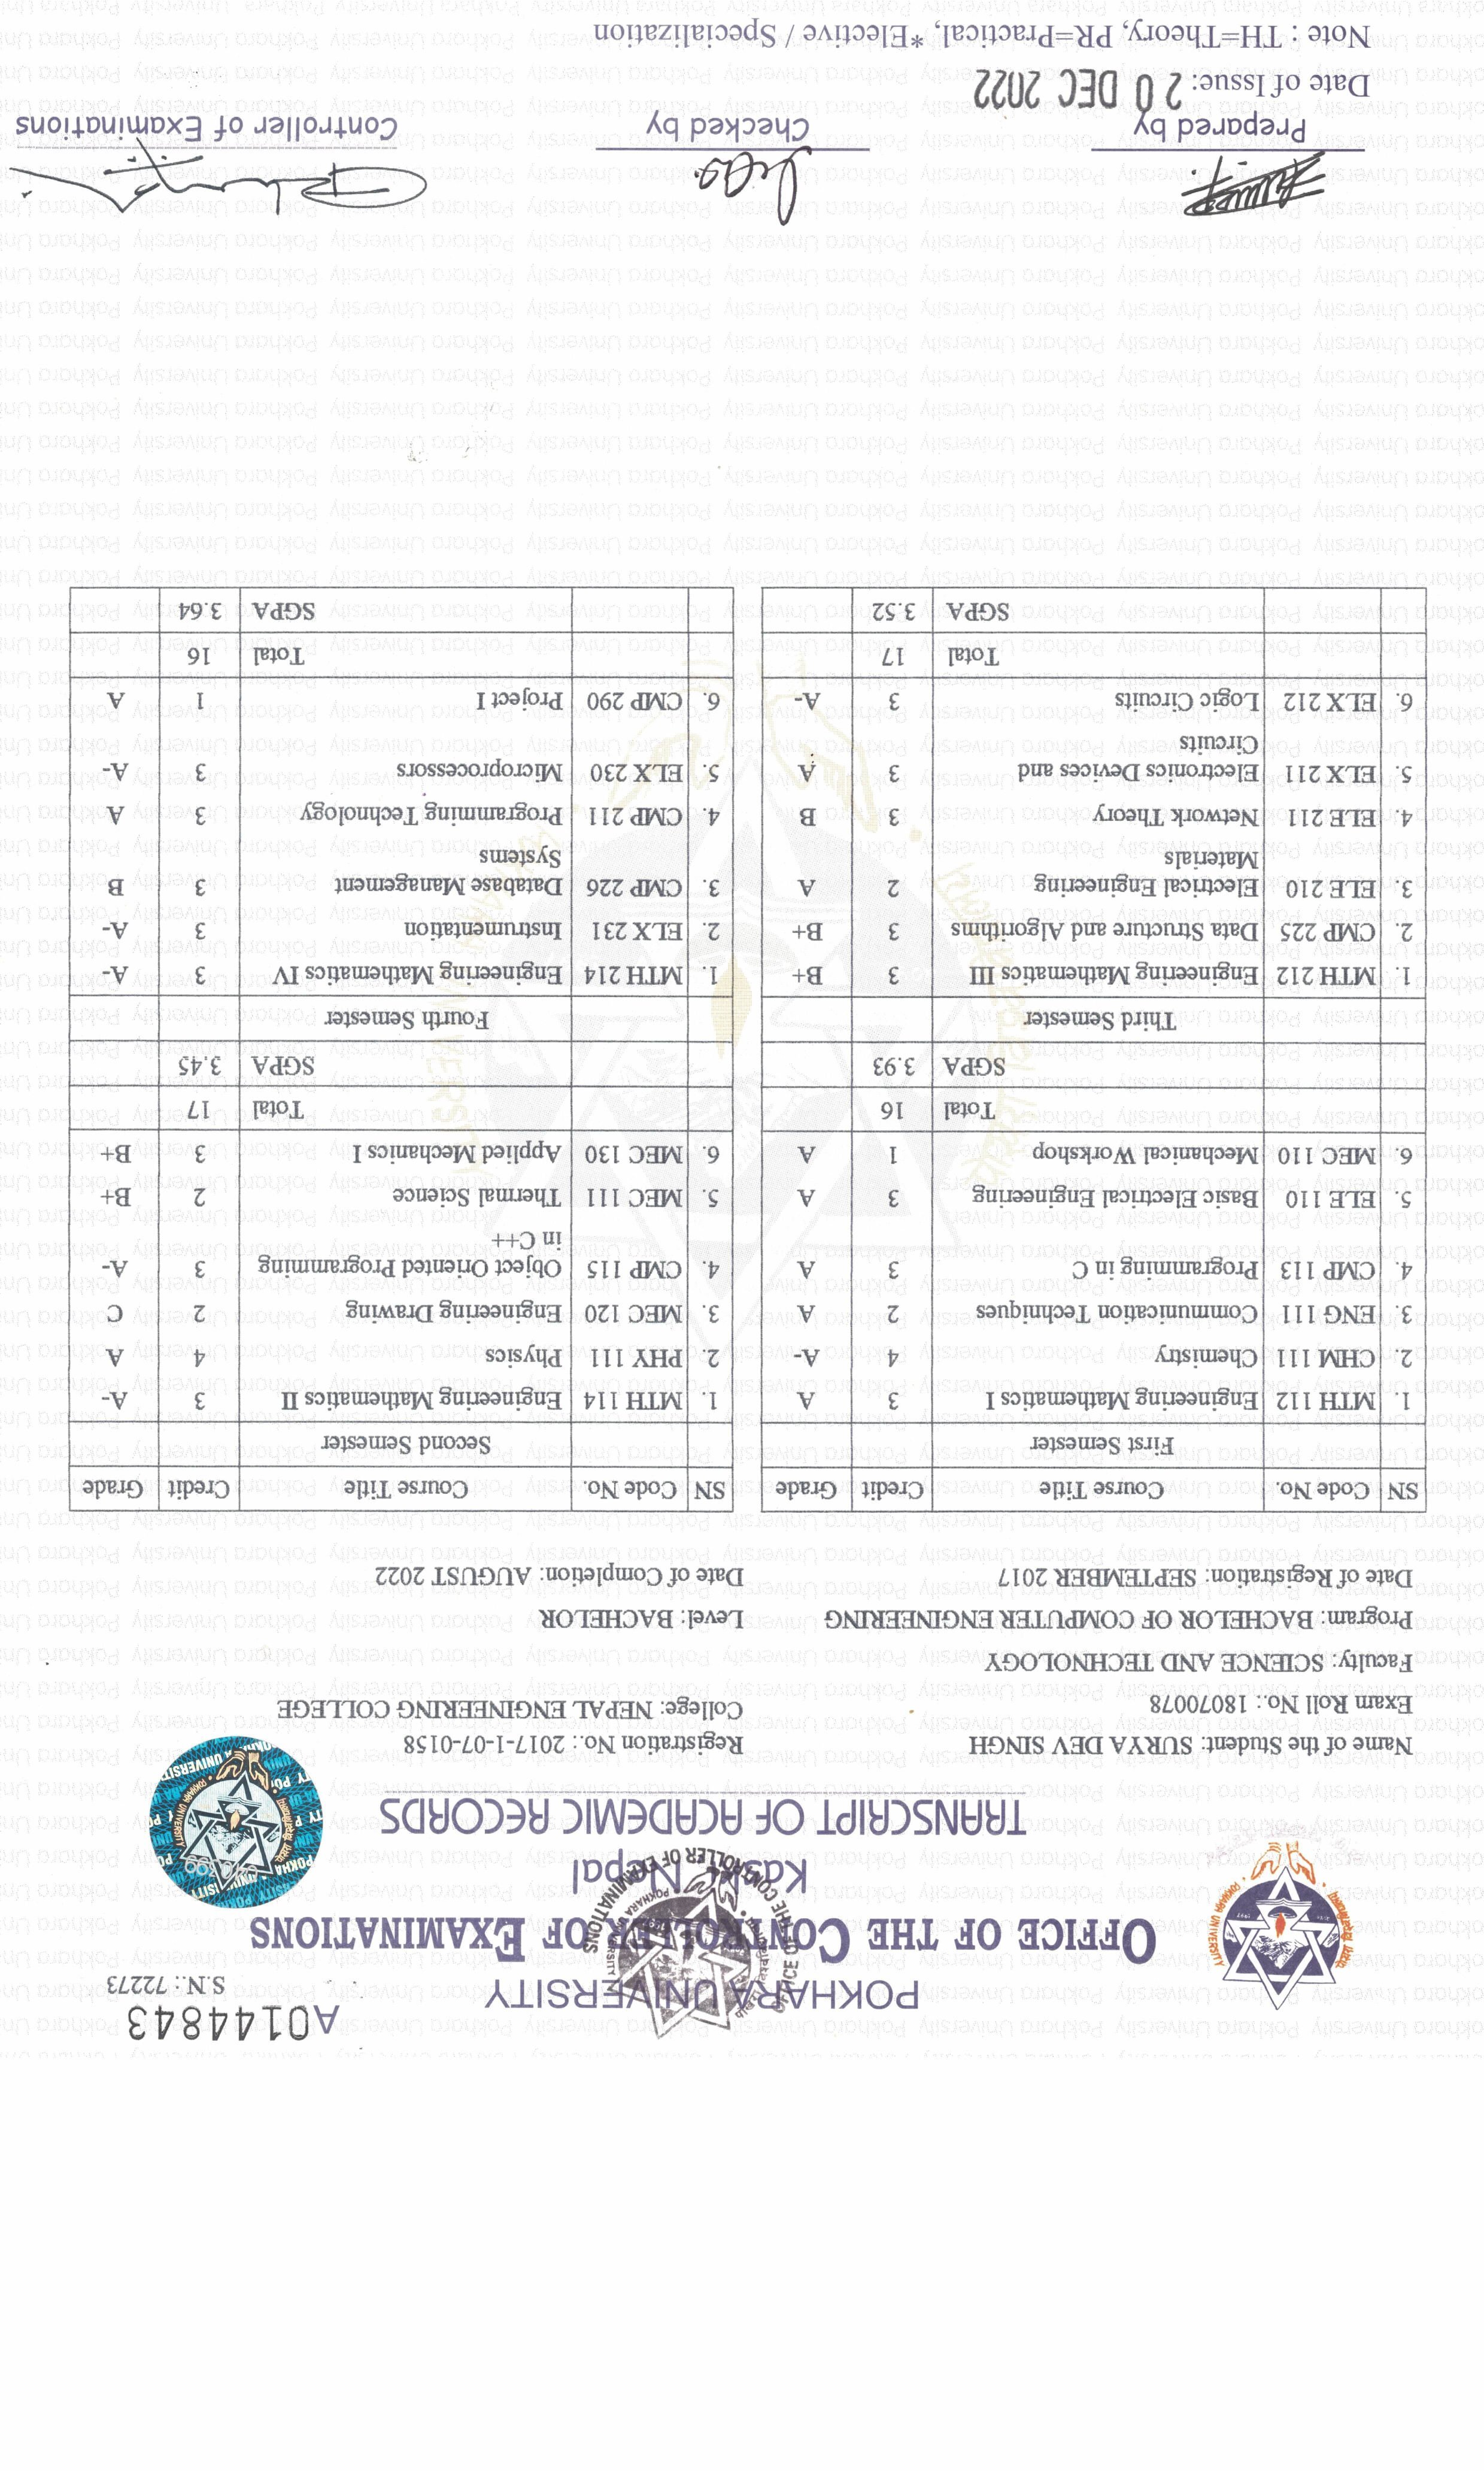 A0144843
S.N.: 72273
POKHARA UNIVERSITY
OFFICE OF THE CONTROLLER OF EXAMINATIONS
Kaski, Nepal
TRANSCRIPT OF ACADEMIC RECORDS
OFFICE OF THE CONTROLLER OF EXAMINATIONS
Name of the Student: SURYA DEV SINGH Registration No.: 2017-1-07-0158
Exam Roll No.: 18070078 College: NEPAL ENGINEERING COLLEGE
Faculty: SCIENCE AND TECHNOLOGY
Program: BACHELOR OF COMPUTER ENGINEERING Level: BACHELOR
Date of Registration: SEPTEMBER 2017 Date of Completion: AUGUST 2022
SN Code No. Course Title Credit Grade SN Code No. Course Title Credit Grade
First Semester Second Semester
1. MTH 112 Engineering Mathematics I 3 A 1. MTH 114 Engineering Mathematics II 3 A-
2. CHM 111 Chemistry 4 A- 2. PHY 111 Physics 4 A
3. ENG 111 Communication Techniques 2 A 3. MEC 120 Engineering Drawing 2 C
4. CMP 113 Programming in C 3 A 4. CMP 115 Object Oriented Programming 3 A-
in C++
5. ELE 110 Basic Electrical Engineering 3 A 5. MEC 111 Thermal Science 2 B+
6. MEC 110 Mechanical Workshop 1 A 6. MEC 130 Applied Mechanics I 3 B+
Total 16 Total 17
SGPA 3.93 SGPA 3.45
Third Semester Fourth Semester
1. MTH 212 Engineering Mathematics III 3 B+ 1. MTH 214 Engineering Mathematics IV 3 A-
2. CMP 225 Data Structure and Algorithms 3 B+ 2. ELX 231 Instrumentation 3 A-
3. ELE 210 Electrical Engineering 2 A 3. CMP 226 Database Management 3 B
Materials Systems
4. ELE 211 Network Theory 3 B 4. CMP 211 Programming Technology 3 A
5. ELX 211 Electronics Devices and 3 A 5. ELX 230 Microprocessors 3 A-
Circuits
6. ELX 212 Logic Circuits 3 A- 6. CMP 290 Project I 1 A
Total 17 Total 16
SGPA 3.52 SGPA 3.64
Prepared by Checked by Controller of Examinations
Date of Issue: 20 DEC 2022
Note : TH=Theory, PR=Practical, *Elective / Specialization